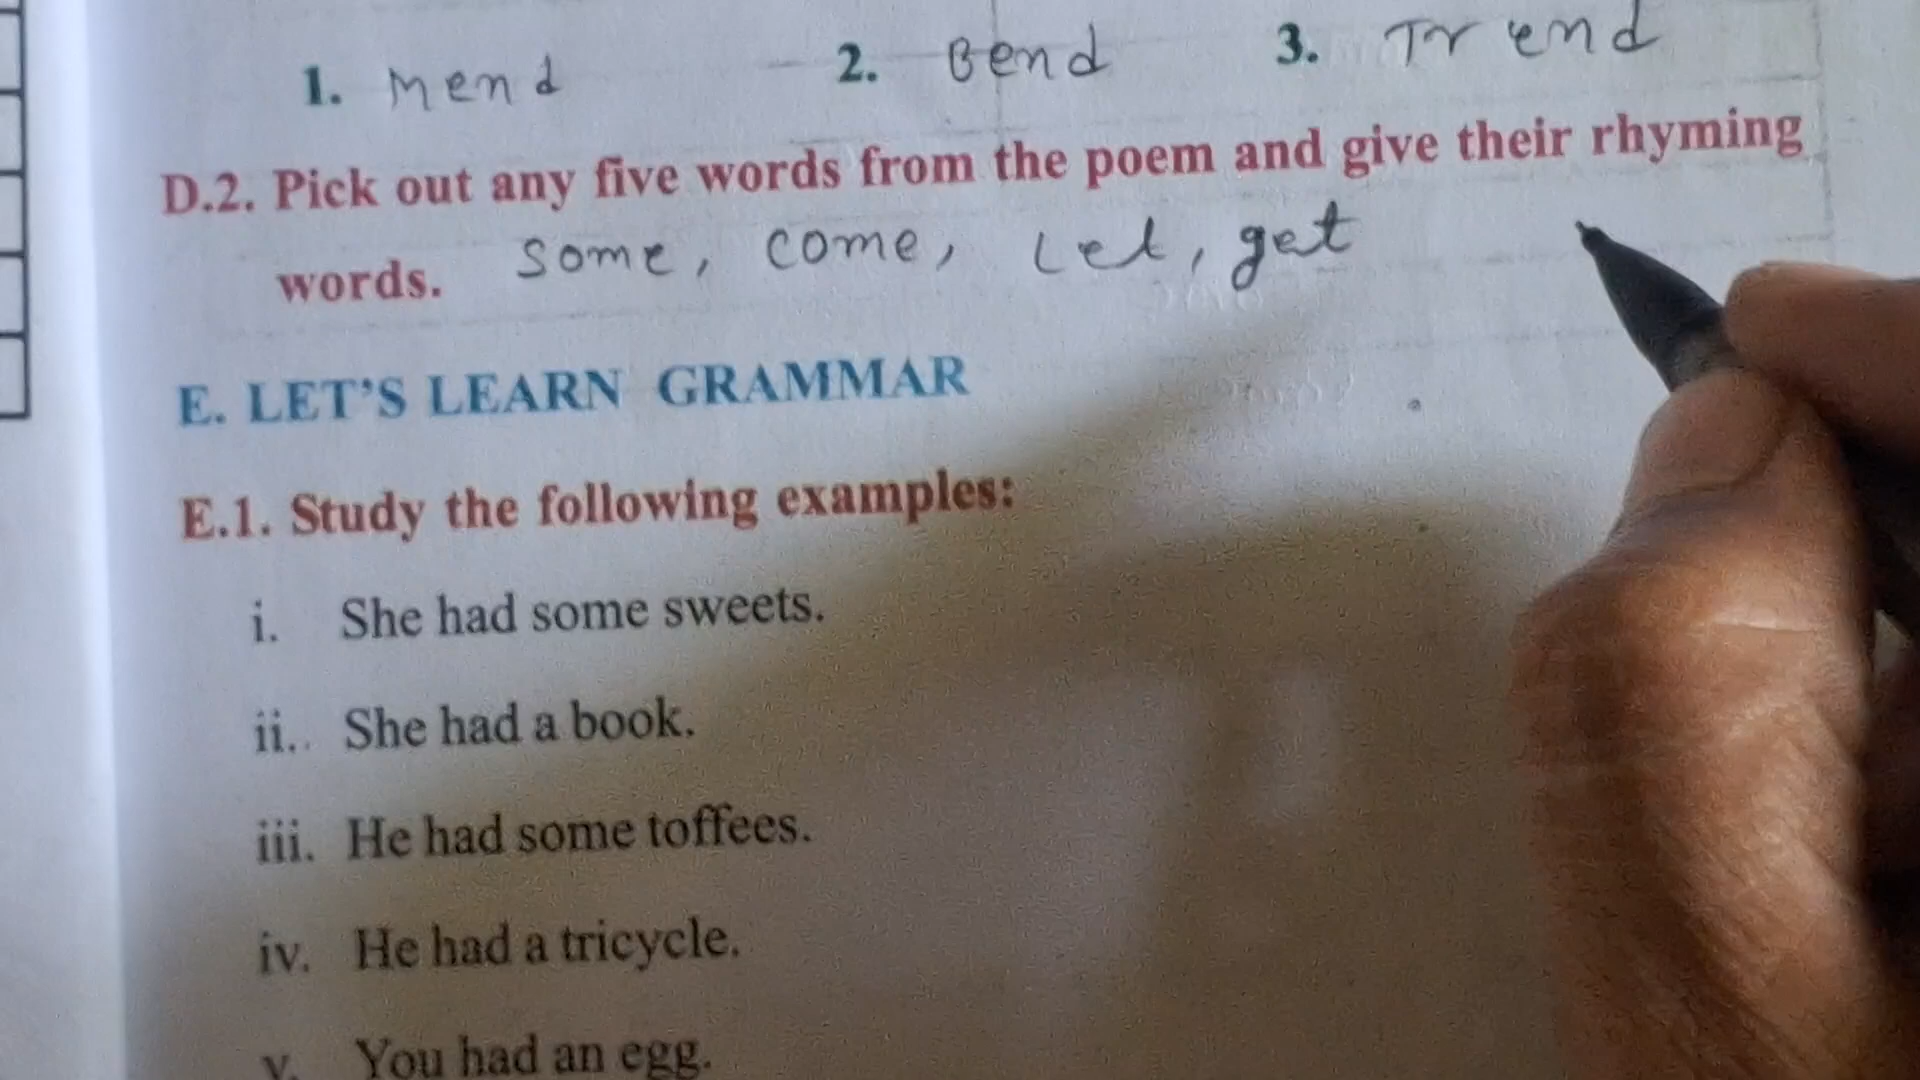 1. Mend 2. Bend 3. Trend
D.2. Pick out any five words from the poem and give their rhyming
words. Some, Come, Let, get
E. LET'S LEARN GRAMMAR
E.1. Study the following examples:
i. She had some sweets.
ii. She had a book.
iii. He had some toffees.
iv. He had a tricycle.
v. You had an egg.